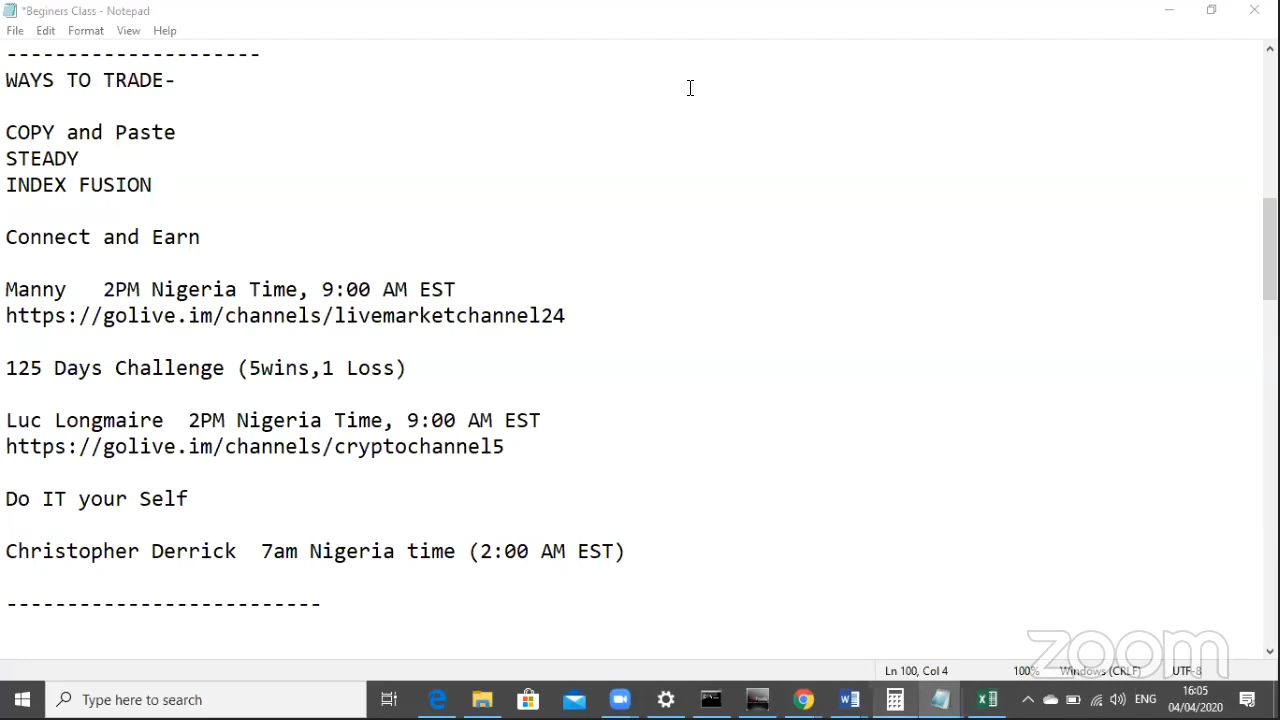 *Beginers Class - Notepad
File Edit Format View Help
---------------------
WAYS TO TRADE-
COPY and Paste
STEADY
INDEX FUSION
Connect and Earn
Manny   2PM Nigeria Time, 9:00 AM EST
https://golive.im/channels/livemarketchannel24
125 Days Challenge (5wins,1 Loss)
Luc Longmaire  2PM Nigeria Time, 9:00 AM EST
https://golive.im/channels/cryptochannel5
Do IT your Self
Christopher Derrick  7am Nigeria time (2:00 AM EST)
--------------------------
zoom
Ln 100, Col 4 100% Windows (CRLF) UTF-8
Type here to search
ENG
16:05
04/04/2020